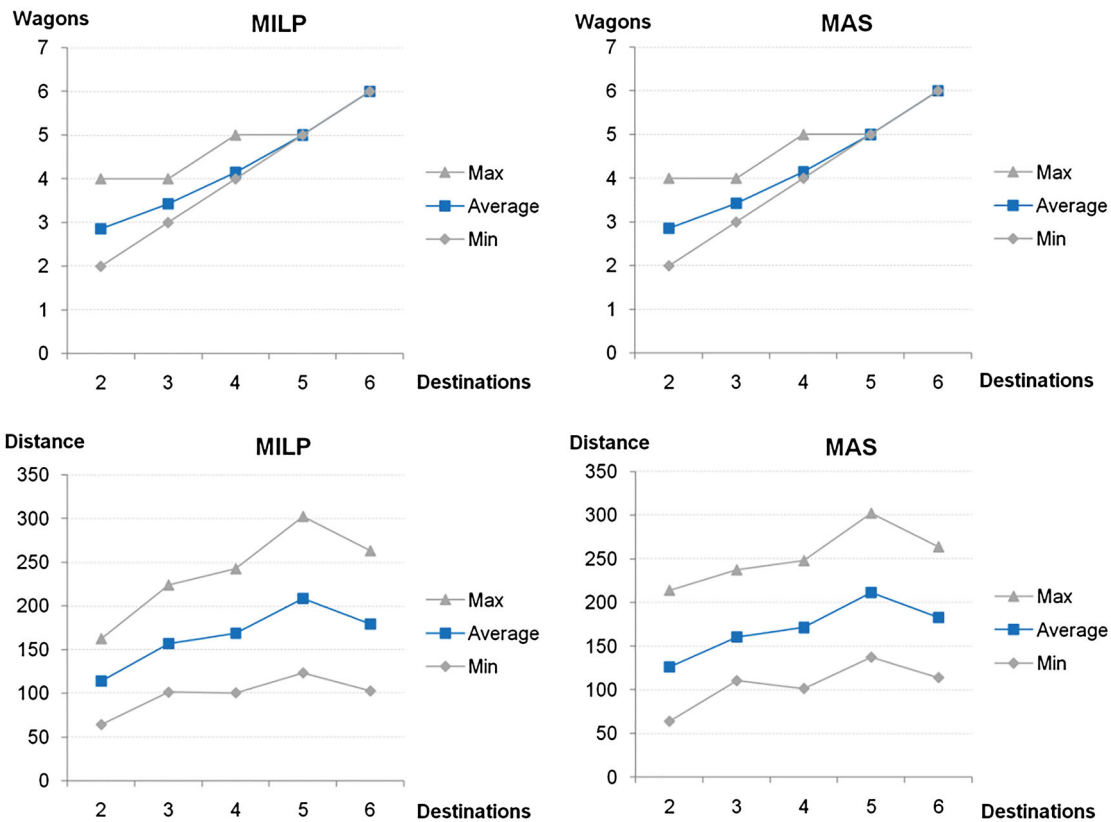 Wagons
MILP
7
6
5
4
3
2
1
0
2 3 4 5 6
Destinations
Max
Average
Min
Wagons
MAS
7
6
5
4
3
2
1
0
2 3 4 5 6
Destinations
Max
Average
Min
Distance
MILP
350
300
250
200
150
100
50
0
2 3 4 5 6
Destinations
Max
Average
Min
Distance
MAS
350
300
250
200
150
100
50
0
2 3 4 5 6
Destinations
Max
Average
Min